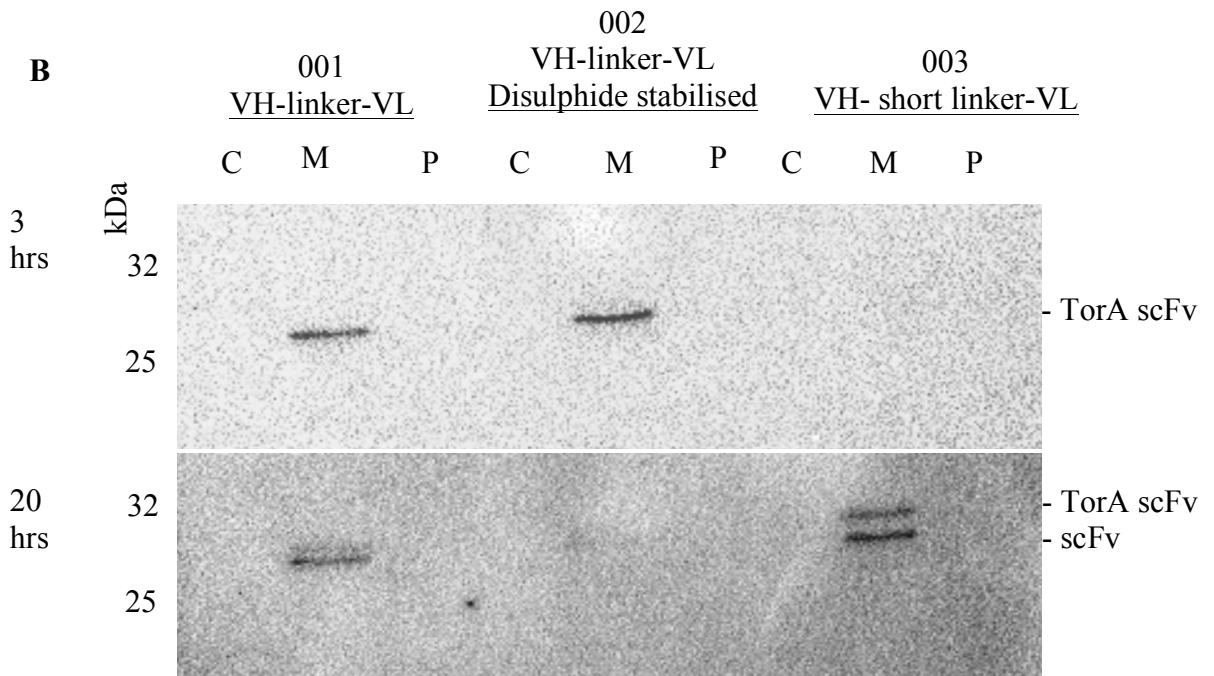 B
001
VH-linker-VL
002
VH-linker-VL
Disulphide stabilised
003
VH- short linker-VL
C M P C M P C M P
3
hrs
kDa
32
25
- TorA scFv
20
hrs
32
25
- TorA scFv
- scFv